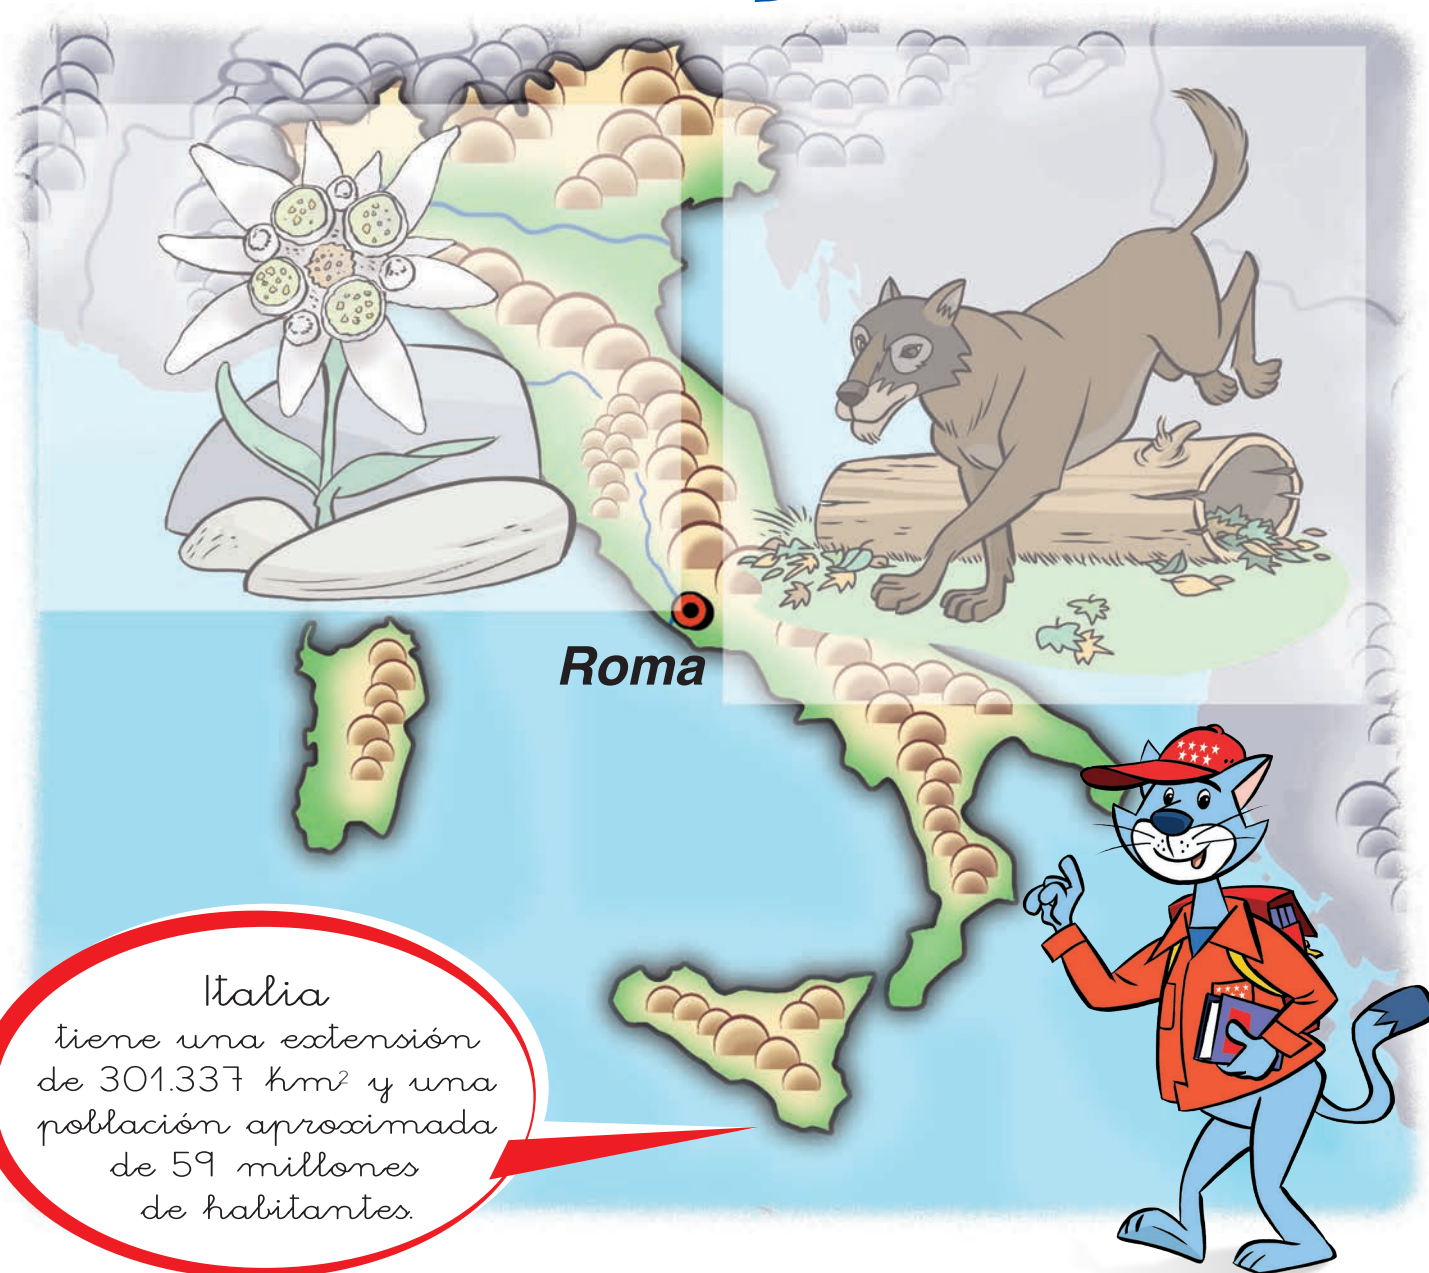 Roma
Italia
tiene una extensión
de 301.337 Km² y una
población aproximada
de 59 millones
de habitantes.